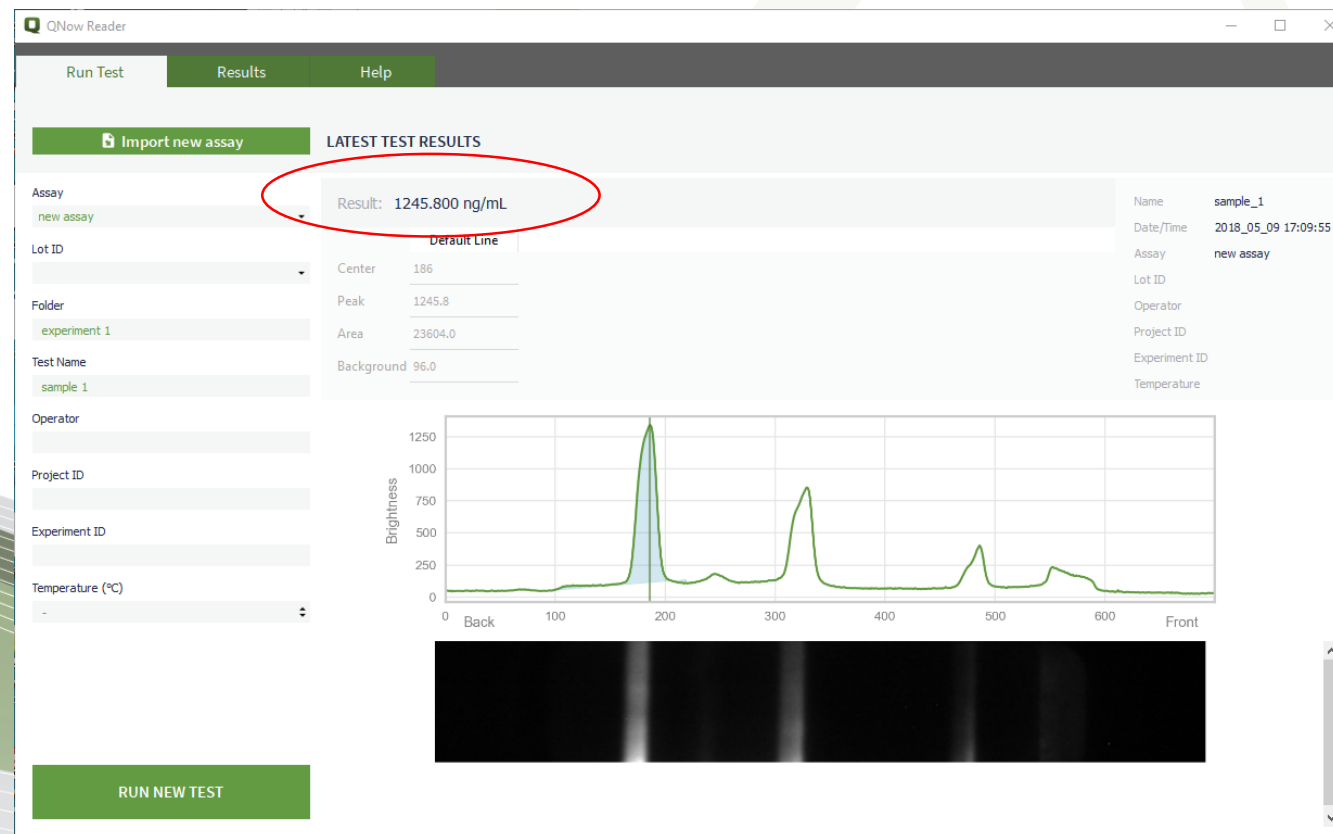 QNow Reader
Run Test Results Help
Import new assay
LATEST TEST RESULTS
Assay
new assay
Lot ID
Folder
experiment 1
Test Name
sample 1
Operator
Project ID
Experiment ID
Temperature (ºC)
-
RUN NEW TEST
Result: 1245.800 ng/mL
Default Line
Center 186
Peak 1245.8
Area 23604.0
Background 96.0
Name sample_1
Date/Time 2018_05_09 17:09:55
Assay new assay
Lot ID
Operator
Project ID
Experiment ID
Temperature
Brightness
1250
1000
750
500
250
0
0 100 200 300 400 500 600
Back Front